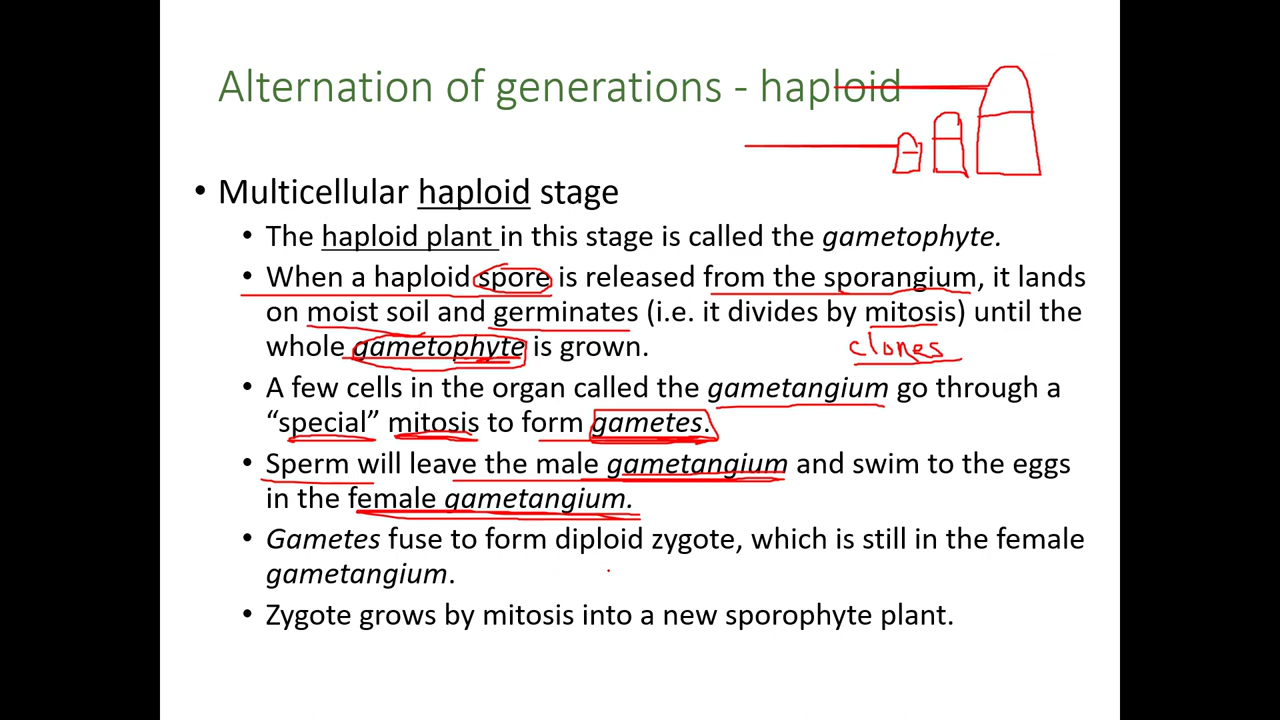 Alternation of generations - haploid
• Multicellular haploid stage
• The haploid plant in this stage is called the gametophyte.
• When a haploid spore is released from the sporangium, it lands
on moist soil and germinates (i.e. it divides by mitosis) until the
whole gametophyte is grown.
clones
• A few cells in the organ called the gametangium go through a
“special” mitosis to form gametes.
• Sperm will leave the male gametangium and swim to the eggs
in the female gametangium.
• Gametes fuse to form diploid zygote, which is still in the female
gametangium.
• Zygote grows by mitosis into a new sporophyte plant.